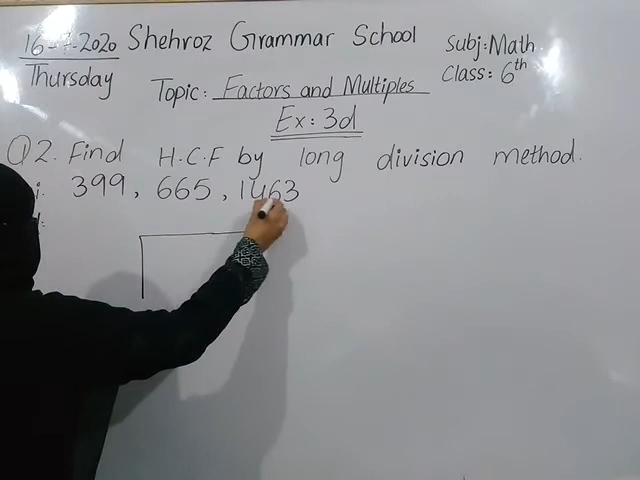 16-7-2020 Shehroz Grammar School Subj: Math
Thursday Class: 6th
Topic: Factors and Multiples
Ex: 3d
Q2. Find H.C.F by long division method.
i. 399, 665, 1463